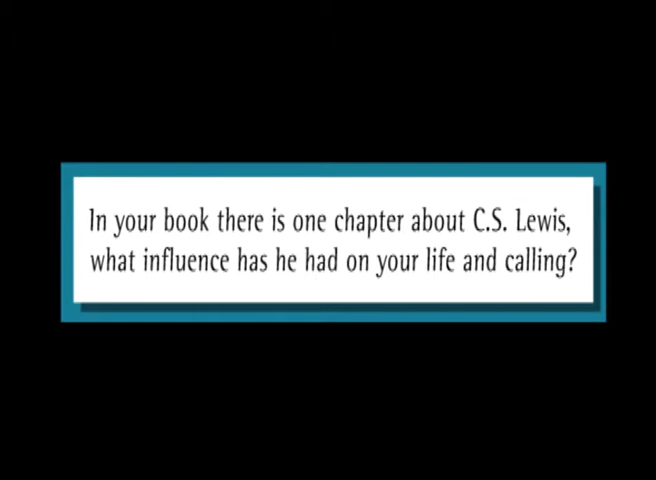 In your book there is one chapter about C.S. Lewis,
what influence has he had on your life and calling?